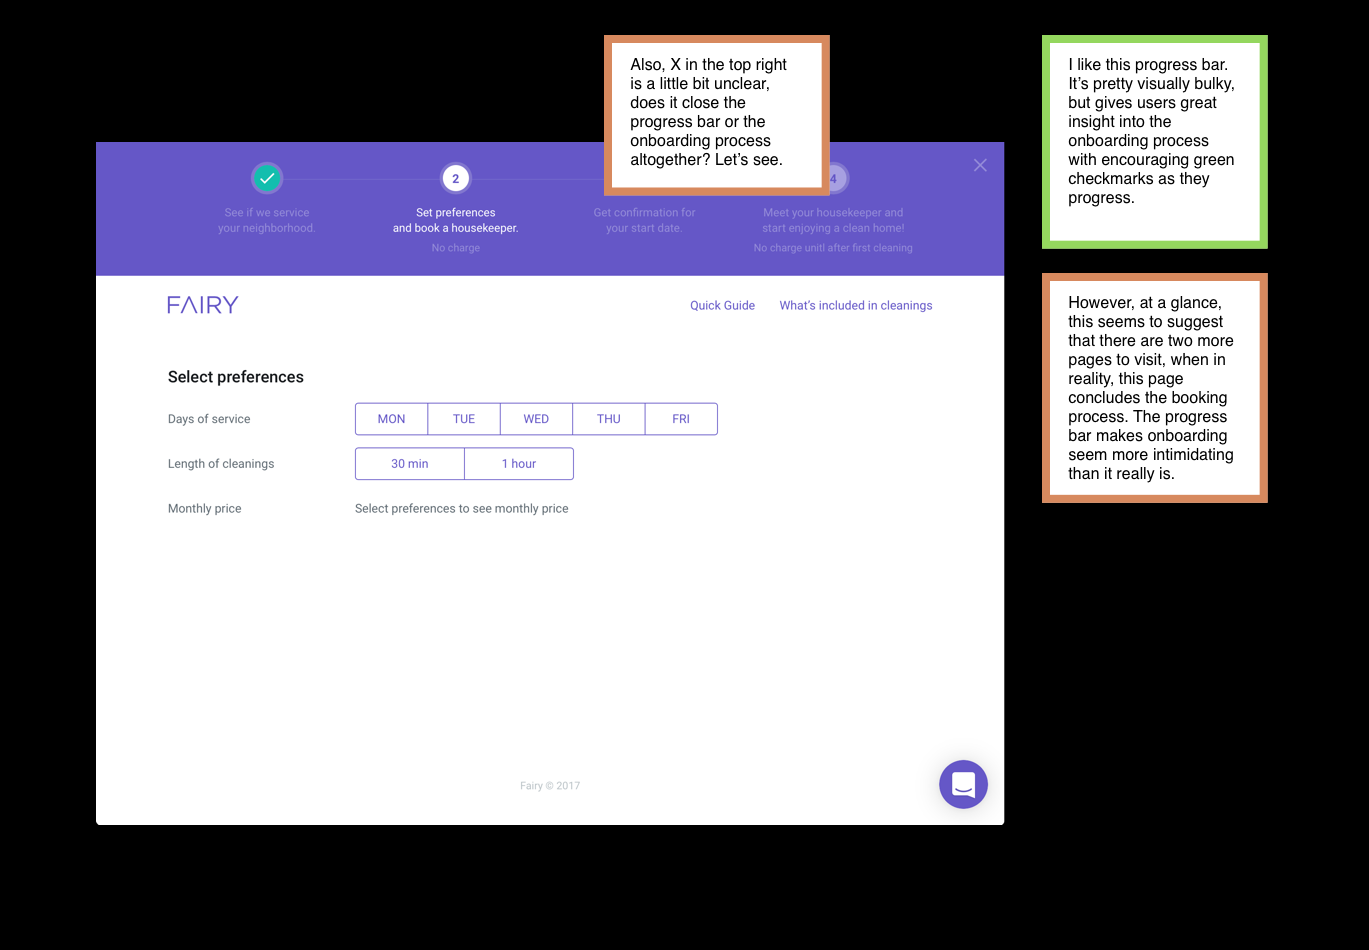 Also, X in the top right
is a little bit unclear,
does it close the
progress bar or the
onboarding process
altogether? Let's see.
I like this progress bar.
It's pretty visually bulky,
but gives users great
insight into the
onboarding process
with encouraging green
checkmarks as they
progress.
However, at a glance,
this seems to suggest
that there are two more
pages to visit, when in
reality, this page
concludes the booking
process. The progress
bar makes onboarding
seem more intimidating
than it really is.
2
4
See if we service
your neighborhood.
Set preferences
and book a housekeeper.
No charge
Get confirmation for
your start date.
Meet your housekeeper and
start enjoying a clean home!
No charge unitl after first cleaning
FAIRY
Quick Guide
What's included in cleanings
Select preferences
Days of service
MON TUE WED THU FRI
Length of cleanings
30 min 1 hour
Monthly price
Select preferences to see monthly price
Fairy © 2017